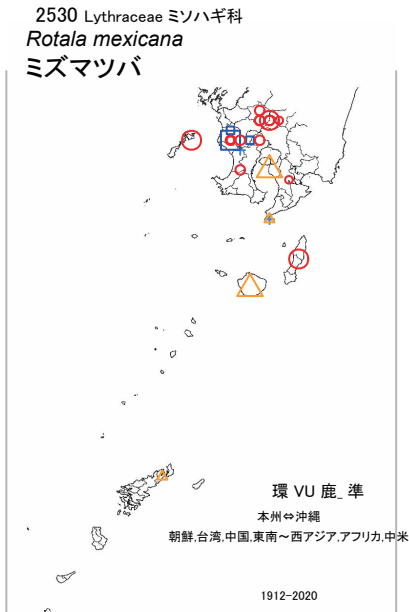 2530 Lythraceae ミソハギ科
Rotala mexicana
ミズマツバ
環 VU 鹿_ 準
本州⇔沖縄
朝鮮,台湾,中国,東南~西アジア,アフリカ,中米
1912-2020